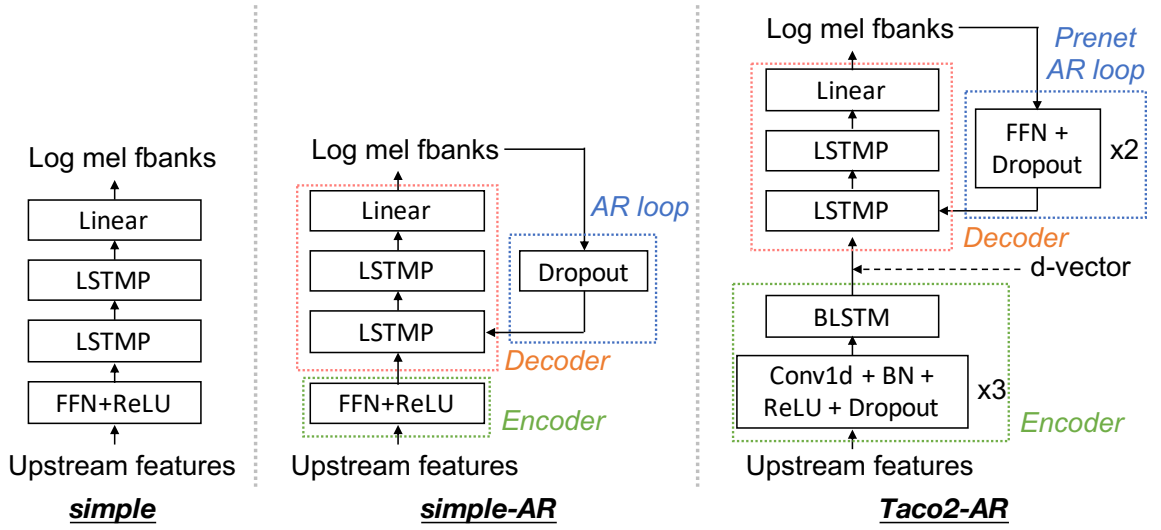 Log mel fbanks
Linear
LSTMP
LSTMP
FFN+ReLU
Upstream features
simple
Log mel fbanks
AR loop
Linear
LSTMP
Dropout
LSTMP
Decoder
FFN+ReLU
Encoder
Upstream features
simple-AR
Log mel fbanks
Prenet
AR loop
Linear
FFN +
Dropout
x2
LSTMP
LSTMP
Decoder
d-vector
BLSTM
Conv1d + BN +
ReLU + Dropout
x3
Encoder
Upstream features
Taco2-AR